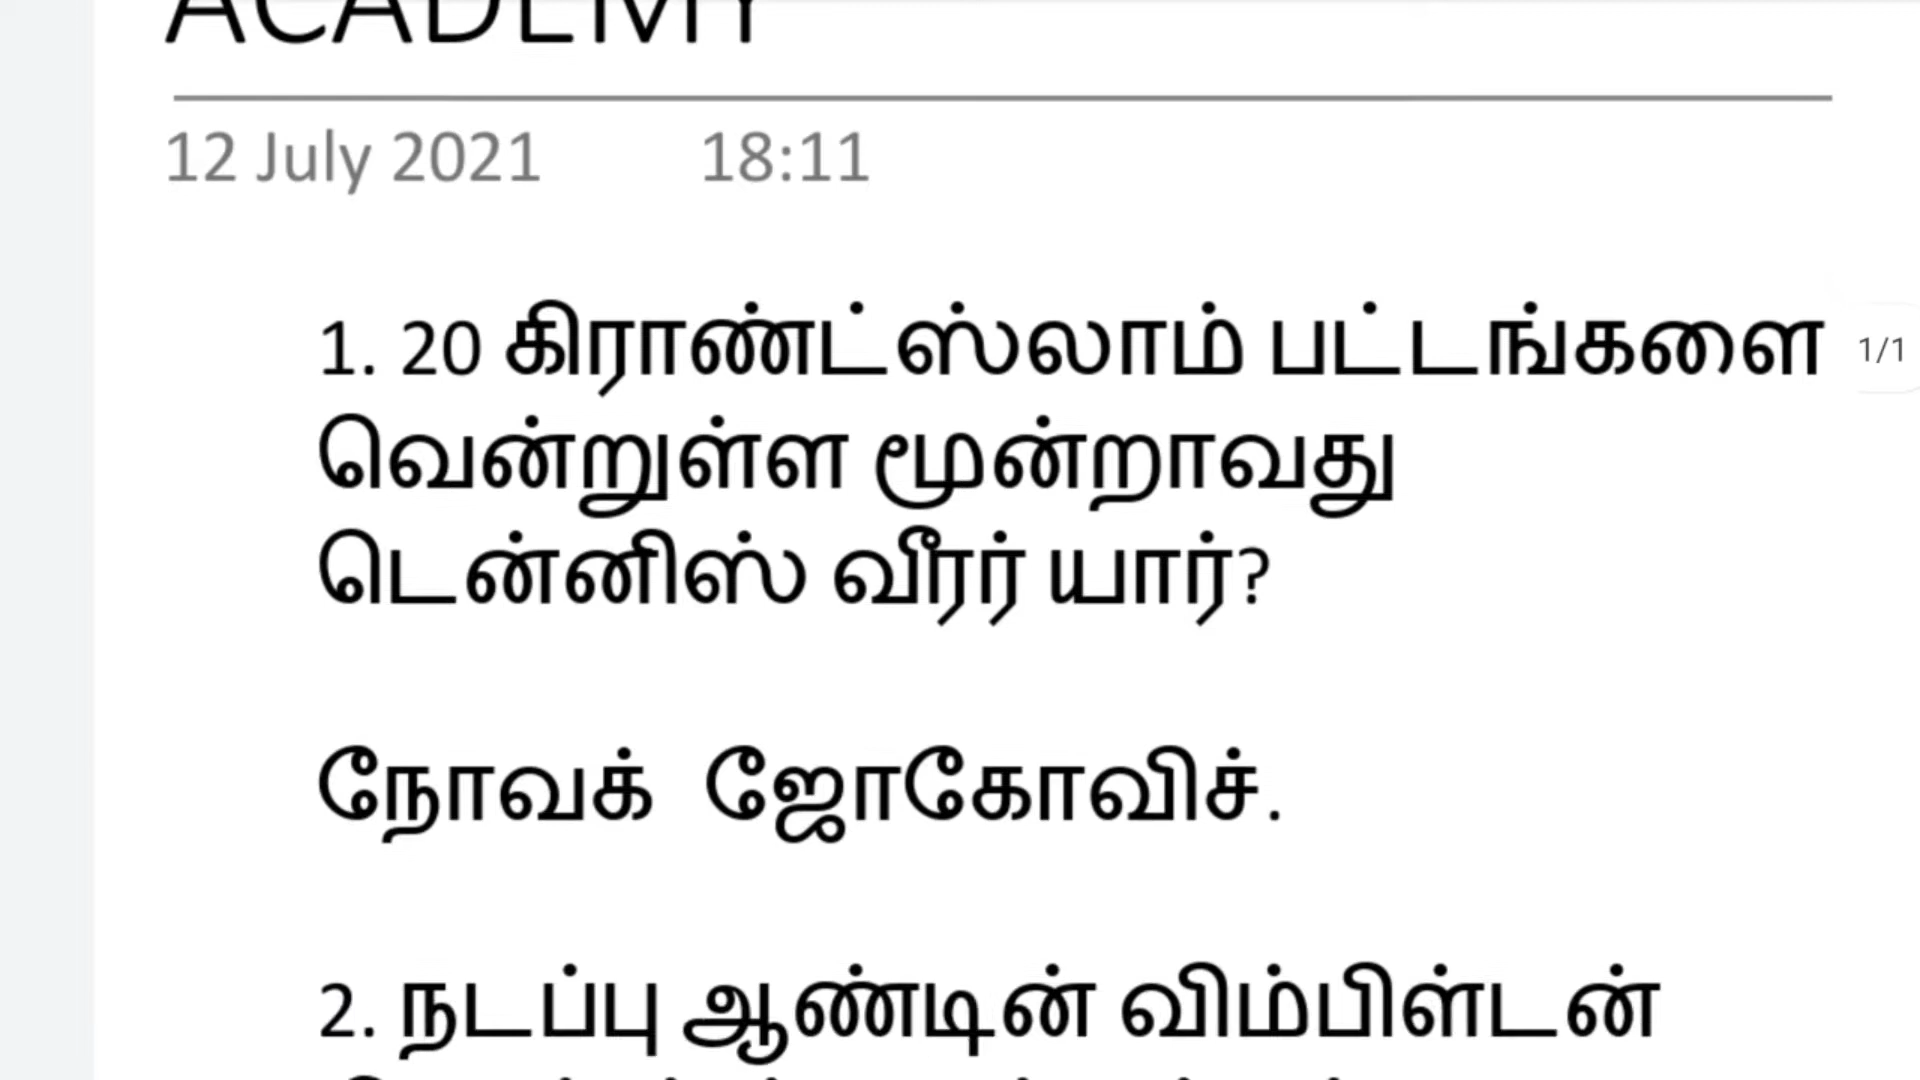 ACADEMY
12 July 2021 18:11
1. 20 கிராண்ட்ஸ்லாம் பட்டங்களை
1/1
வென்றுள்ள மூன்றாவது
டென்னிஸ் வீரர் யார்?
நோவக் ஜோகோவிச்.
2. நடப்பு ஆண்டின் விம்பிள்டன்